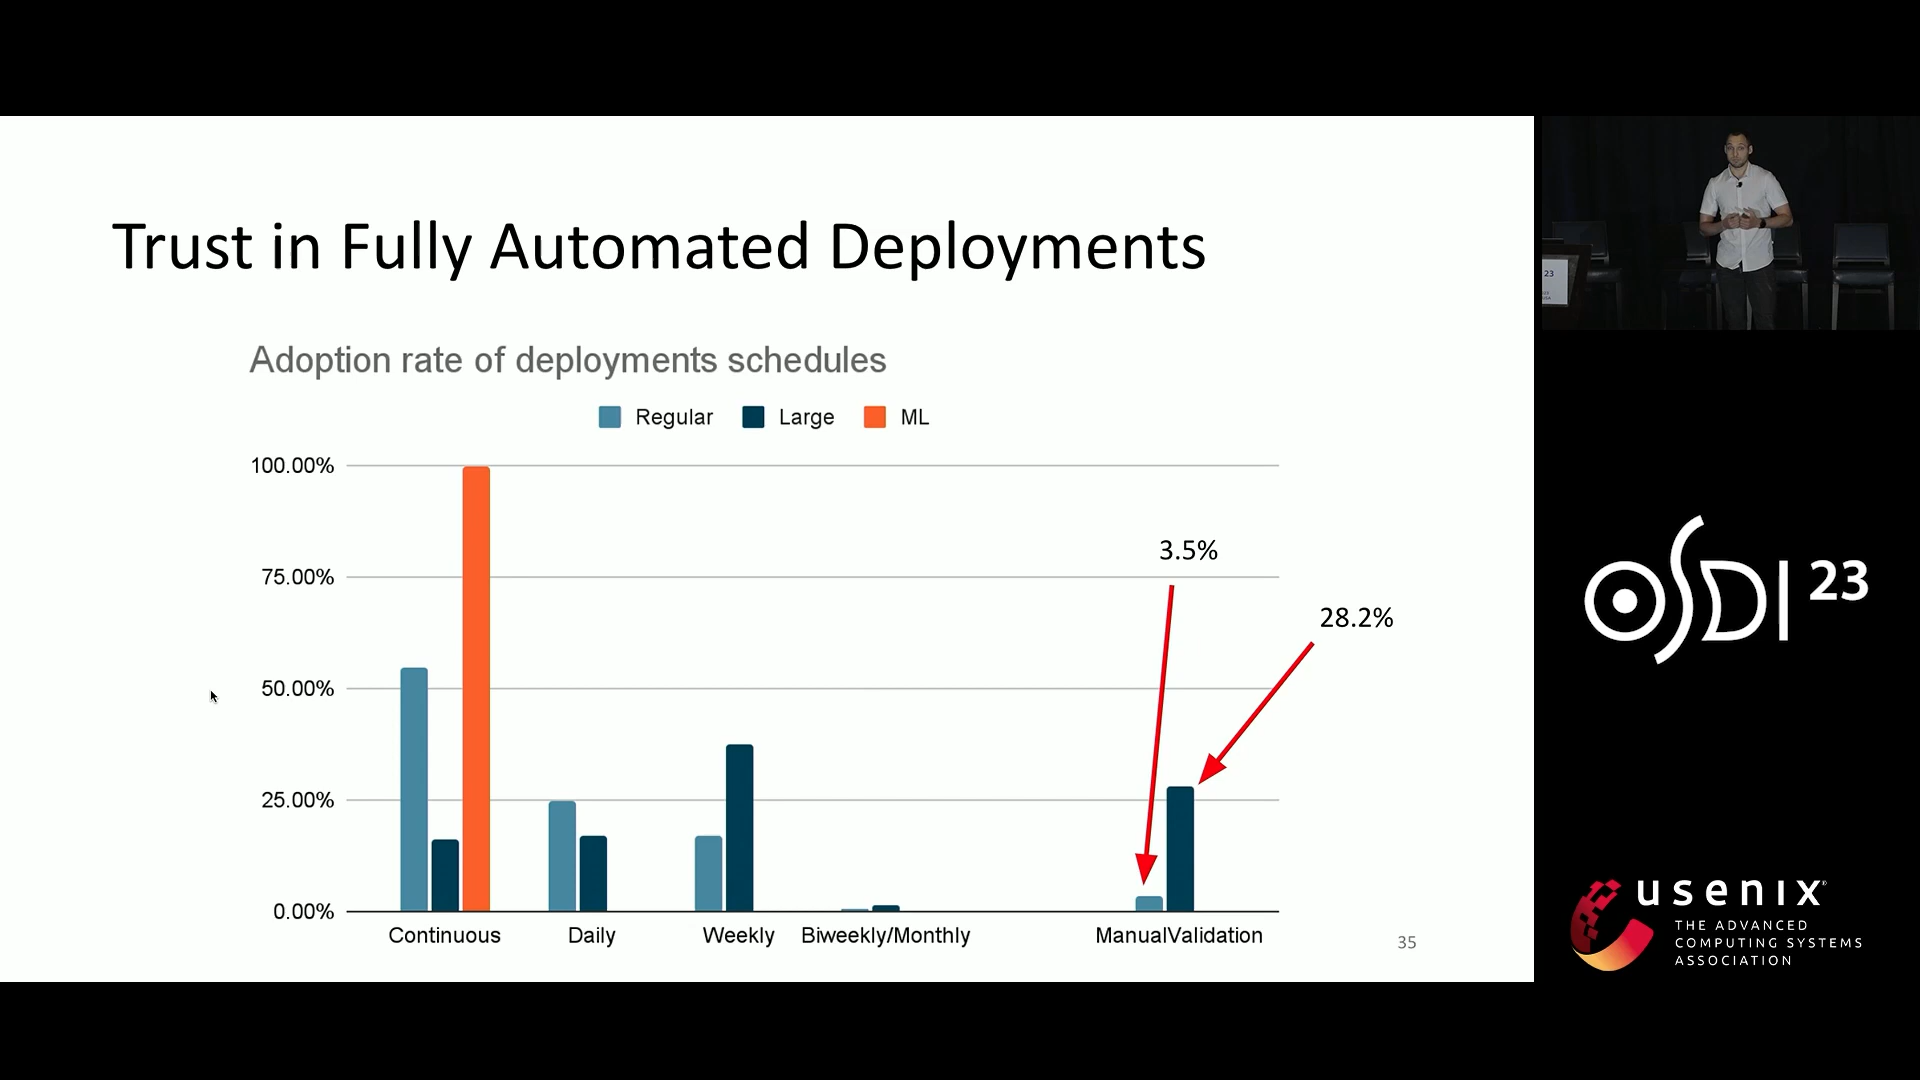 Trust in Fully Automated Deployments
Adoption rate of deployments schedules
Regular Large ML
100.00%
75.00%
50.00%
25.00%
0.00%
3.5%
28.2%
Continuous Daily Weekly Biweekly/Monthly ManualValidation
35
23
OSDI 23
usenix
THE ADVANCED
COMPUTING SYSTEMS
ASSOCIATION